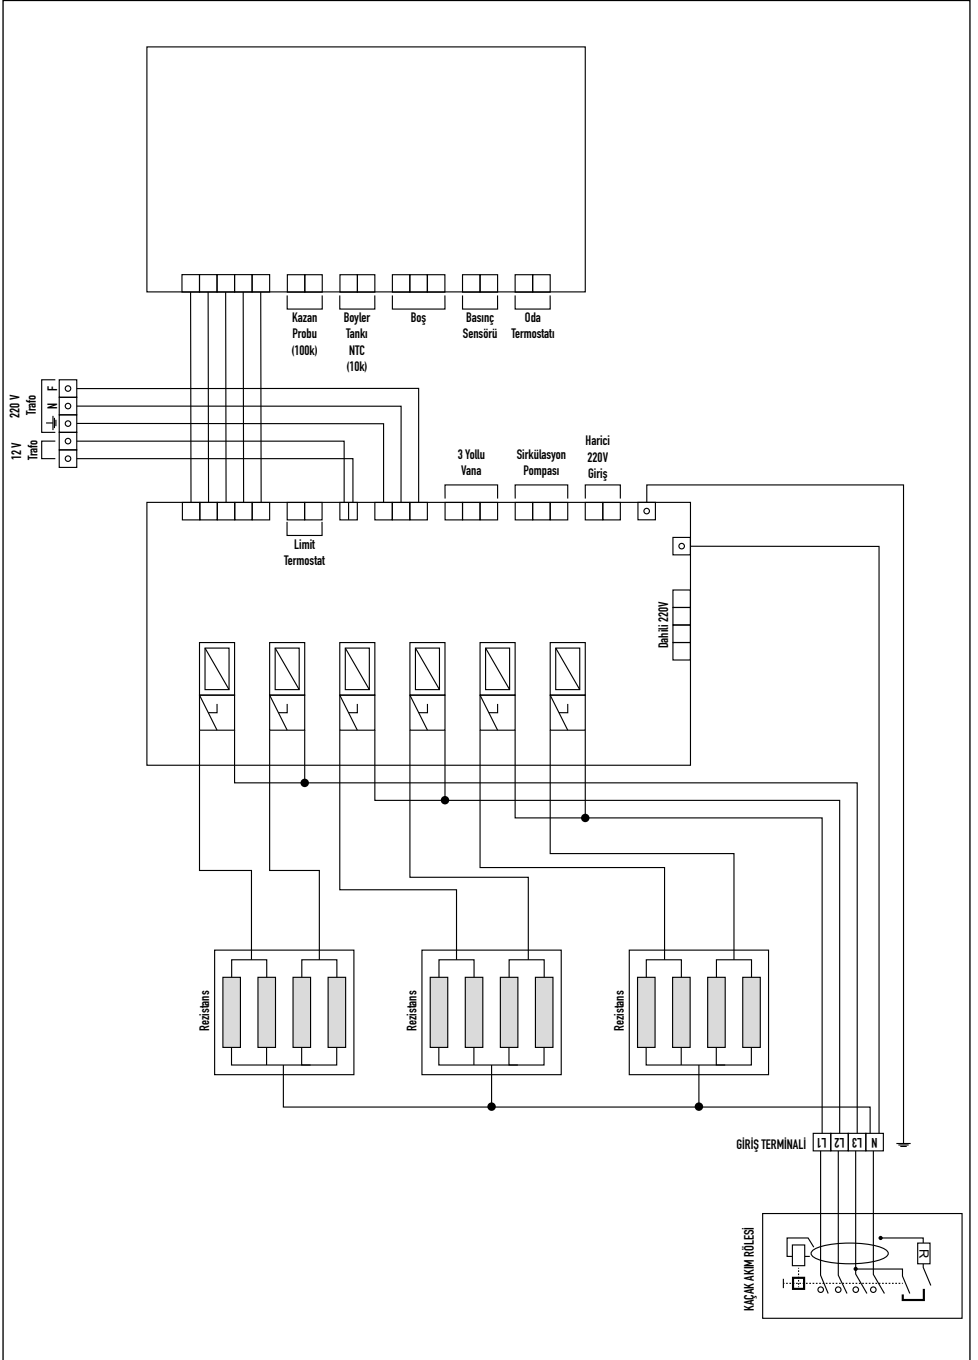 Kazan
Probu
(100k)
Boyler
Tankı
NTC
(10k)
Boş
Basınç
Sensörü
Oda
Termostatı
220 V
Trafo
F
N
12 V
Trafo
3 Yollu
Vana
Sirkülasyon
Pompası
Harici
220V
Giriş
Limit
Termostat
Dahili 220V
Rezistans
Rezistans
Rezistans
GİRİŞ TERMİNALİ
L1
L2
L3
N
KAÇAK AKIM RÖLESİ
R